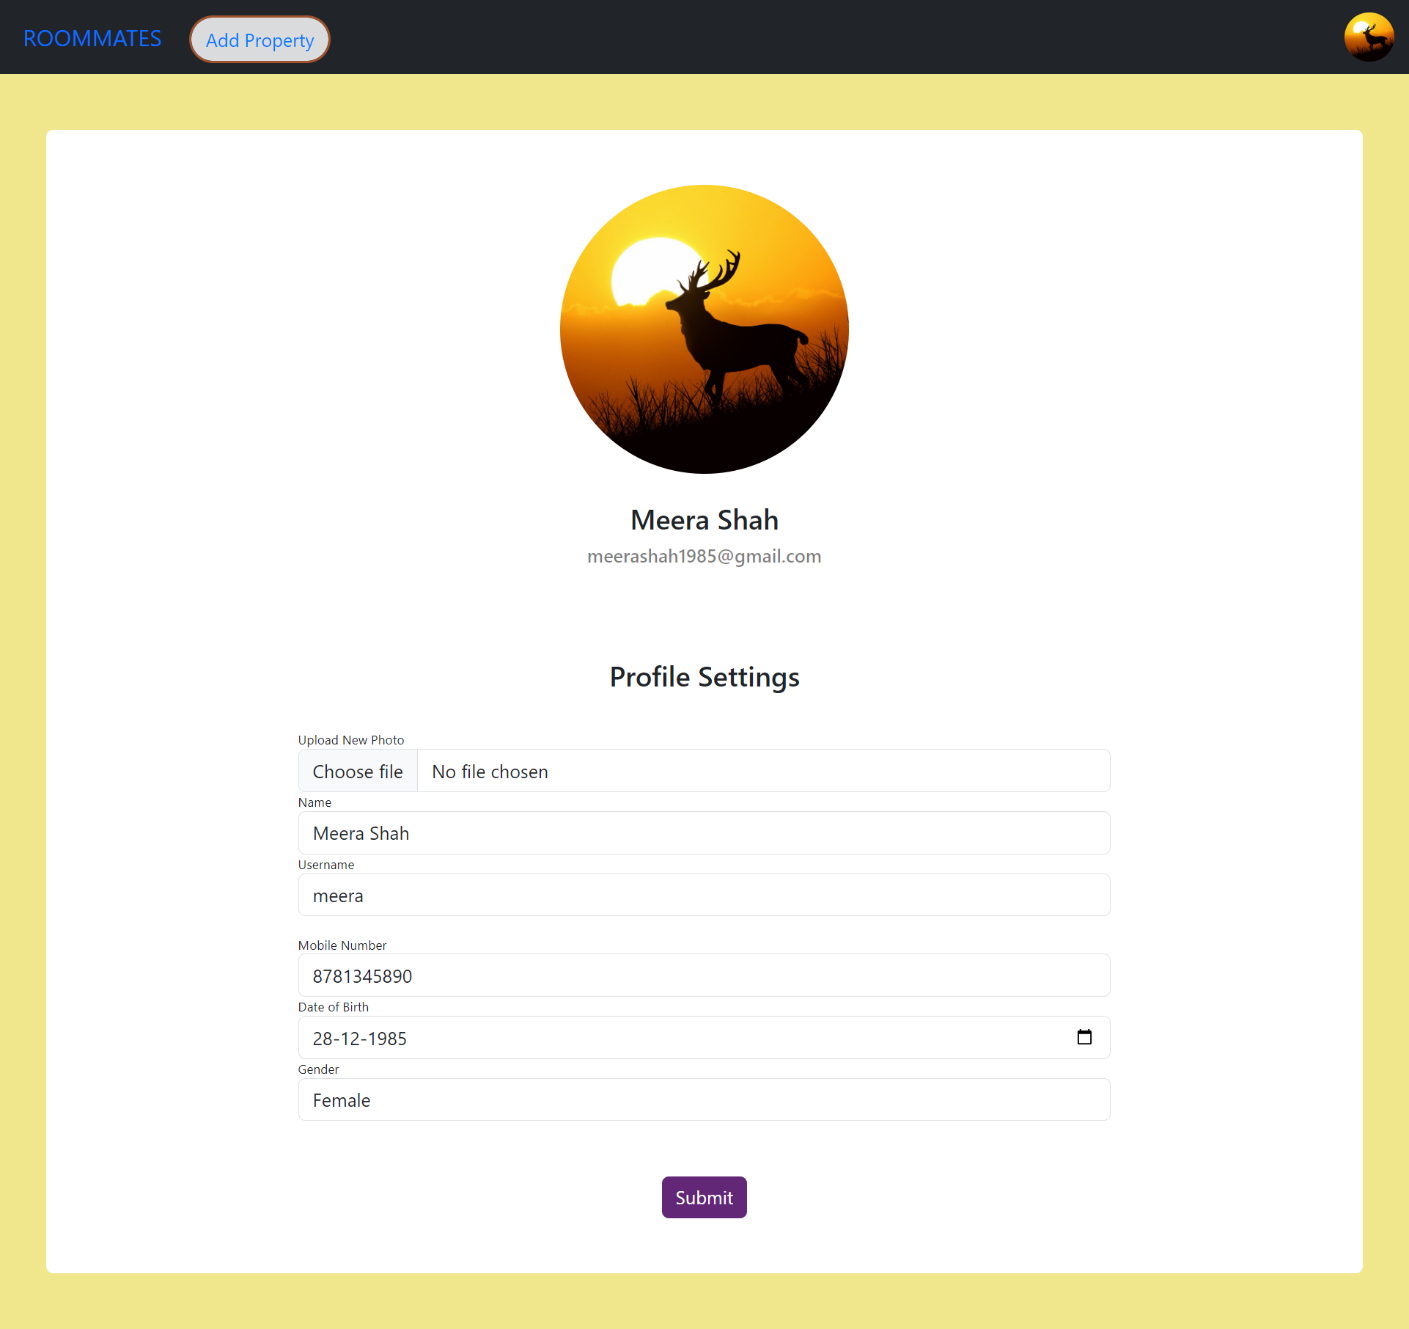 ROOMMATES Add Property
Meera Shah
meerashah1985@gmail.com
Profile Settings
Upload New Photo
Choose file No file chosen
Name
Meera Shah
Username
meera
Mobile Number
8781345890
Date of Birth
28-12-1985
Gender
Female
Submit